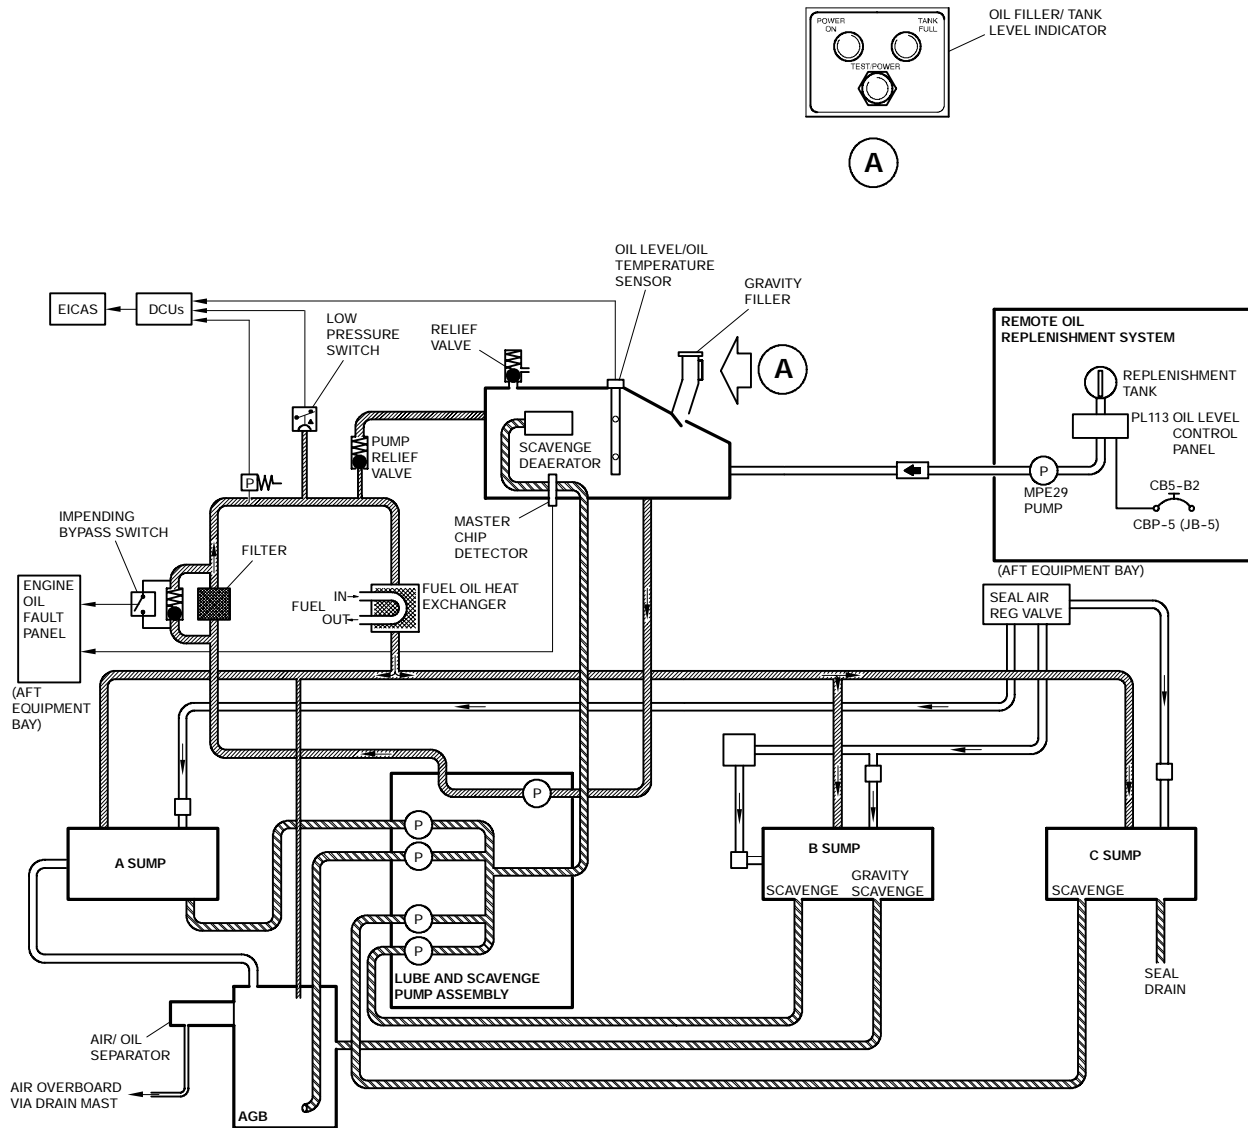 POWER
ON
TANK
FULL
TEST/POWER
OIL FILLER/ TANK
LEVEL INDICATOR
A
EICAS
DCUs
LOW
PRESSURE
SWITCH
RELIEF
VALVE
OIL LEVEL/OIL
TEMPERATURE
SENSOR
GRAVITY
FILLER
A
REMOTE OIL
REPLENISHMENT SYSTEM
REPLENISHMENT
TANK
PL113 OIL LEVEL
CONTROL
PANEL
P
MPE29
PUMP
CB5-B2
CBP-5 (JB-5)
(AFT EQUIPMENT BAY)
PUMP
RELIEF
VALVE
SCAVENGE
DEAERATOR
P
IMPENDING
BYPASS SWITCH
FILTER
MASTER
CHIP
DETECTOR
ENGINE
OIL
FAULT
PANEL
(AFT
EQUIPMENT
BAY)
IN
FUEL
OUT
FUEL OIL HEAT
EXCHANGER
SEAL AIR
REG VALVE
P
P
P
P
P
LUBE AND SCAVENGE
PUMP ASSEMBLY
A SUMP
B SUMP
SCAVENGE
GRAVITY
SCAVENGE
C SUMP
SCAVENGE
SEAL
DRAIN
AIR/ OIL
SEPARATOR
AIR OVERBOARD
VIA DRAIN MAST
AGB